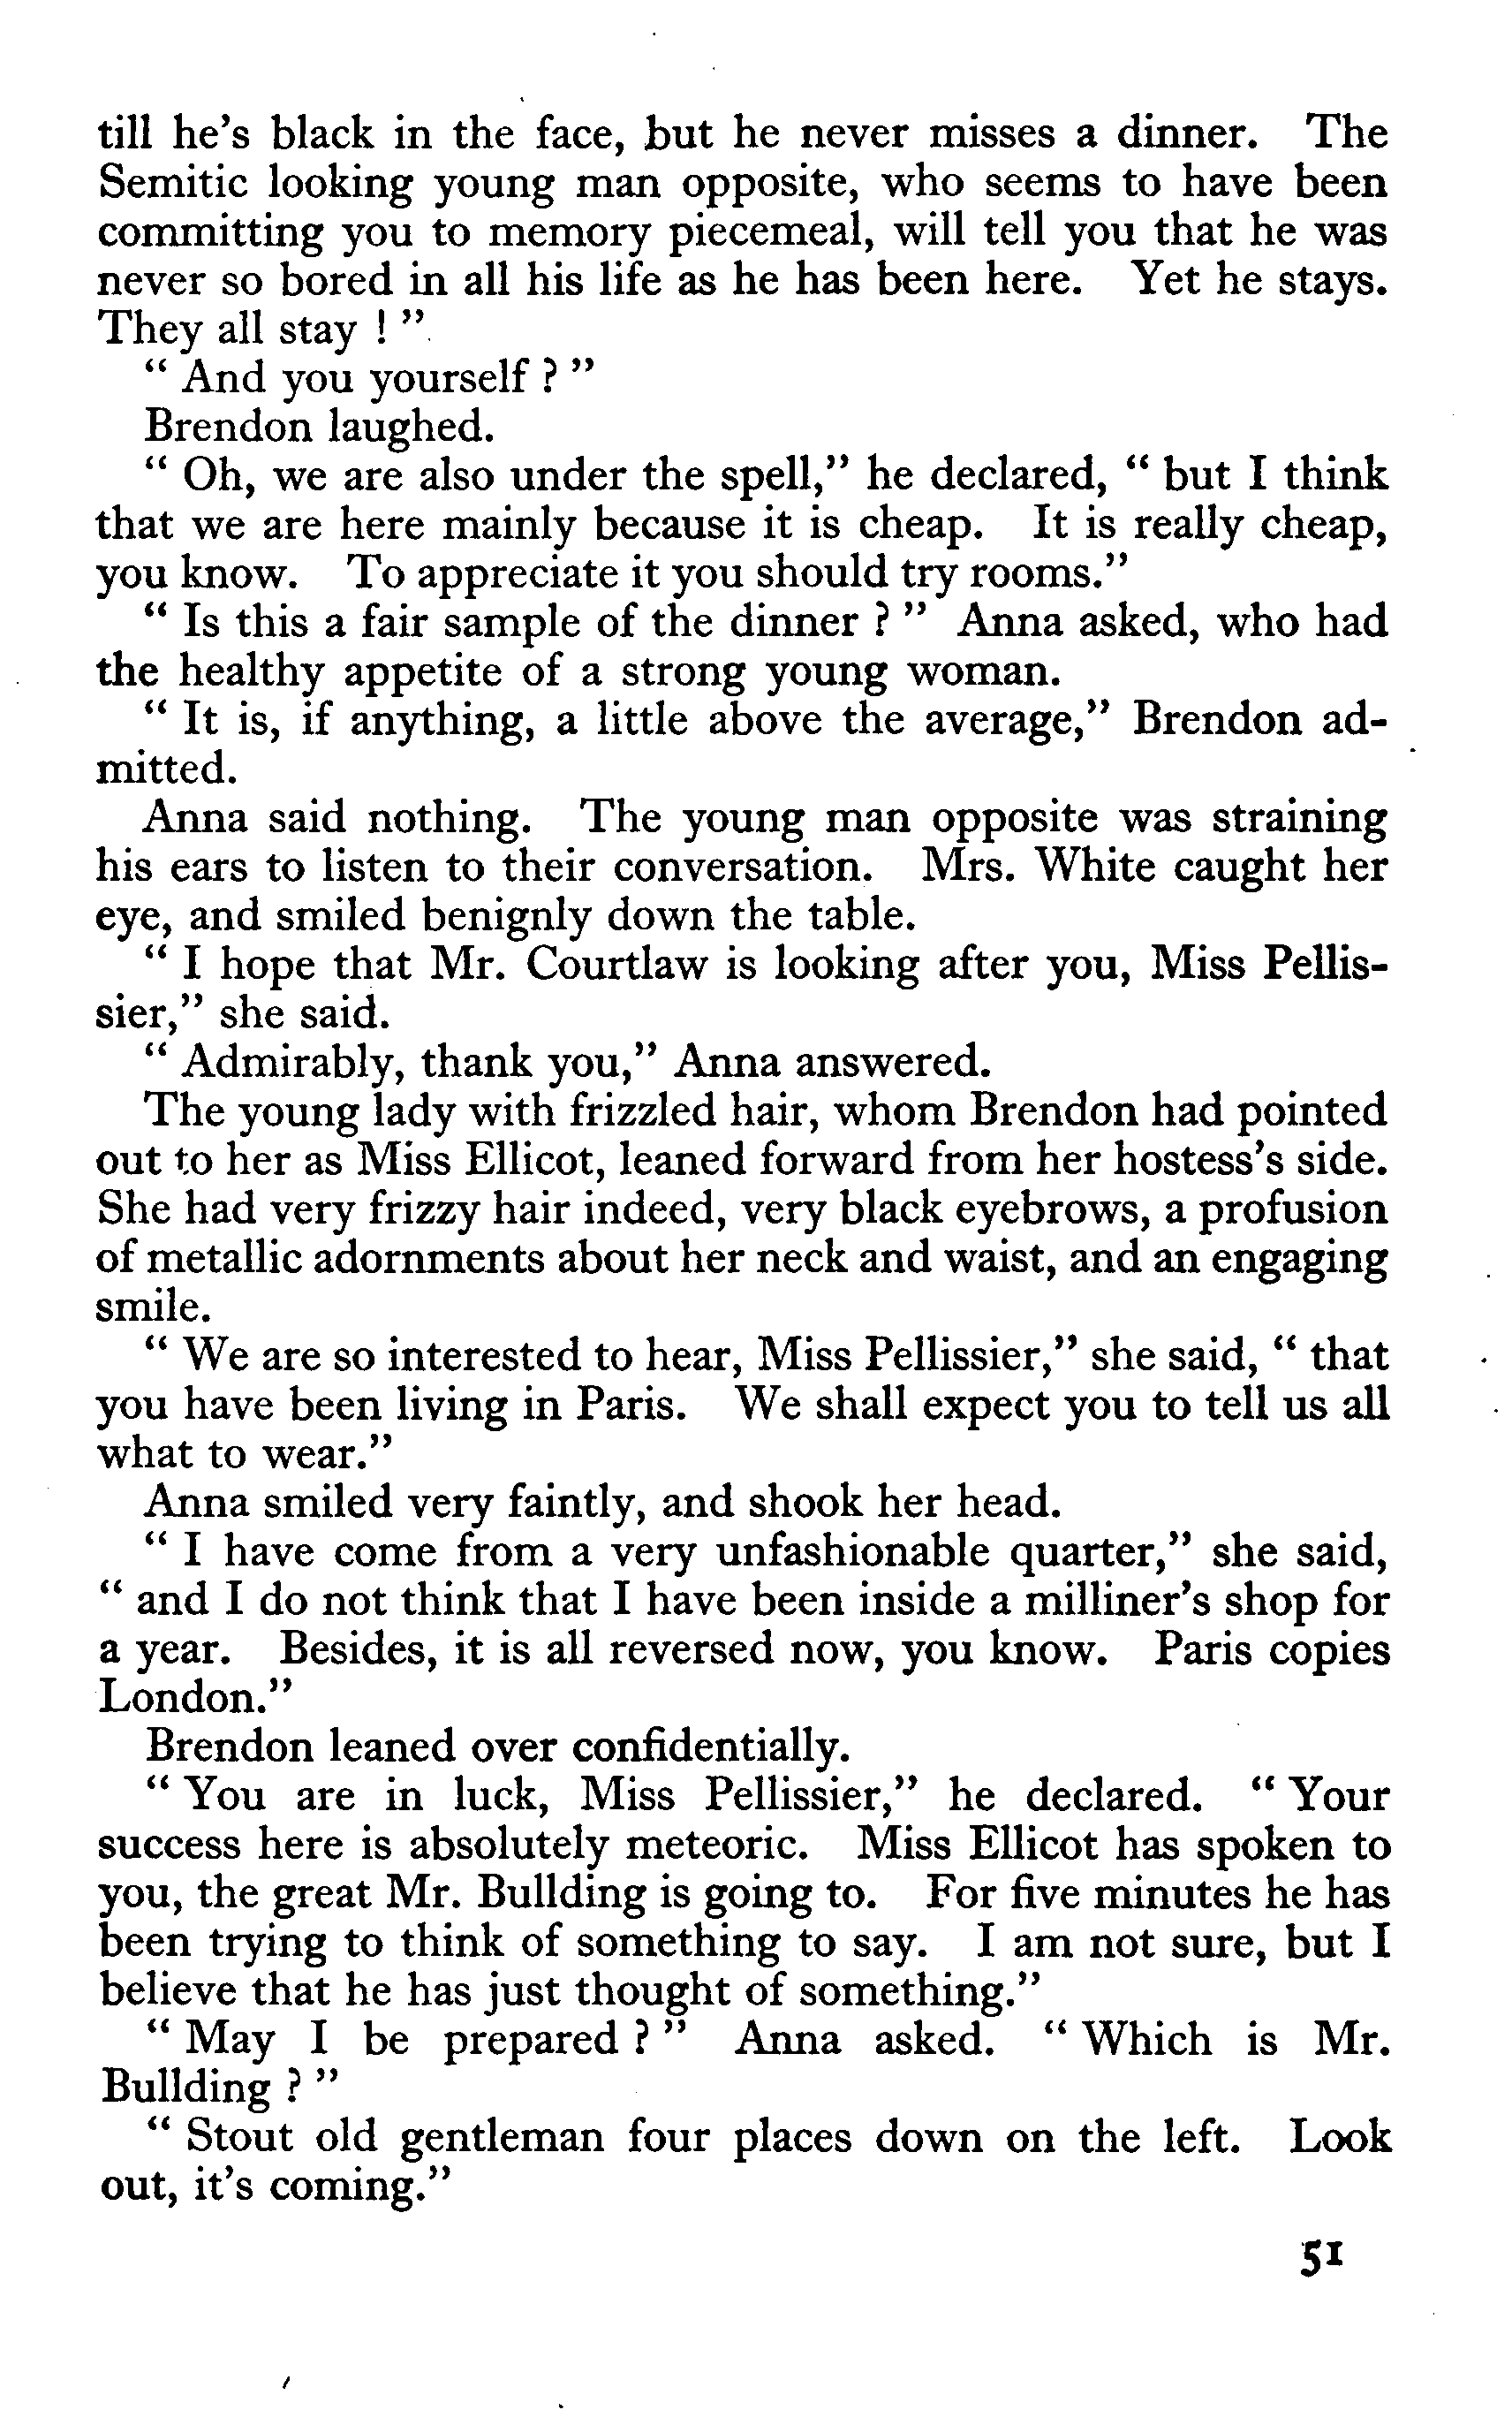 till he's black in the face, but he never misses a dinner. The
Semitic looking young man opposite, who seems to have been
committing you to memory piecemeal, will tell you that he was
never so bored in all his life as he has been here. Yet he stays.
They all stay ! "
" And you yourself ? "
Brendon laughed.
" Oh, we are also under the spell," he declared, " but I think
that we are here mainly because it is cheap. It is really cheap,
you know. To appreciate it you should try rooms."
" Is this a fair sample of the dinner ? " Anna asked, who had
the healthy appetite of a strong young woman.
" It is, if anything, a little above the average," Brendon ad-
mitted.
Anna said nothing. The young man opposite was straining
his ears to listen to their conversation. Mrs. White caught her
eye, and smiled benignly down the table.
" I hope that Mr. Courtlaw is looking after you, Miss Pellis-
sier," she said.
" Admirably, thank you," Anna answered.
The young lady with frizzled hair, whom Brendon had pointed
out to her as Miss Ellicot, leaned forward from her hostess's side.
She had very frizzy hair indeed, very black eyebrows, a profusion
of metallic adornments about her neck and waist, and an engaging
smile.
" We are so interested to hear, Miss Pellissier," she said, " that
you have been living in Paris. We shall expect you to tell us all
what to wear."
Anna smiled very faintly, and shook her head.
" I have come from a very unfashionable quarter," she said,
" and I do not think that I have been inside a milliner's shop for
a year. Besides, it is all reversed now, you know. Paris copies
London."
Brendon leaned over confidentially.
" You are in luck, Miss Pellissier," he declared. " Your
success here is absolutely meteoric. Miss Ellicot has spoken to
you, the great Mr. Bullding is going to. For five minutes he has
been trying to think of something to say. I am not sure, but I
believe that he has just thought of something."
" May I be prepared ? " Anna asked. " Which is Mr.
Bullding ? "
" Stout old gentleman four places down on the left. Look
out, it's coming."
51